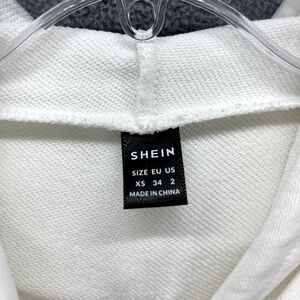 SHEIN
SIZE EU US
XS 34 2
MADE IN CHINA